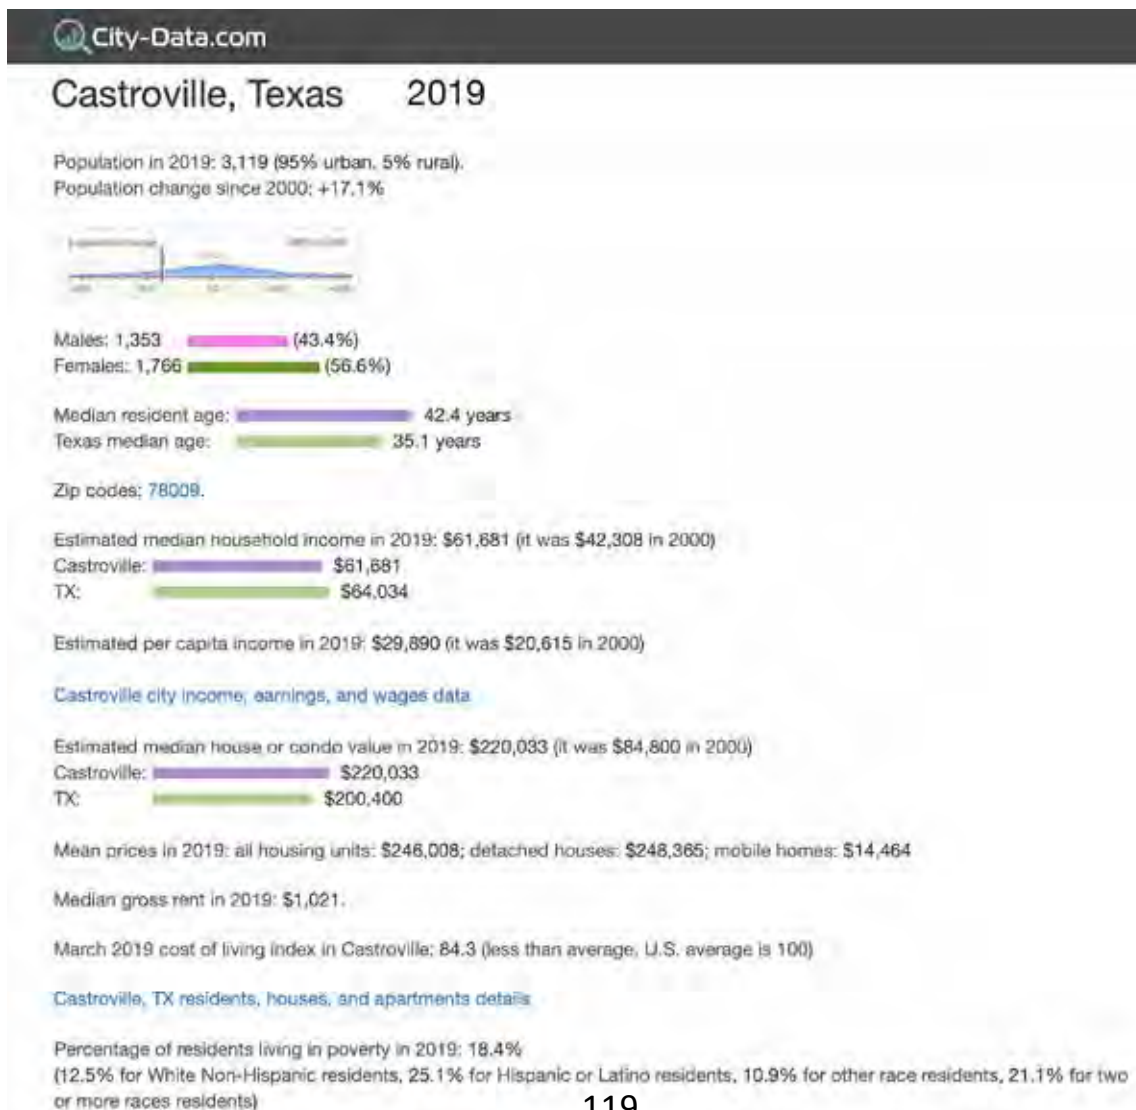 City-Data.com
Castroville, Texas 2019
Population in 2019: 3,119 (95% urban, 5% rural).
Population change since 2000: +17.1%
Males: 1,353 (43.4%)
Females: 1,766 (56.6%)
Median resident age: 42.4 years
Texas median age: 35.1 years
Zip codes: 78009.
Estimated median household income in 2019: $61,681 (it was $42,308 in 2000)
Castroville: $61,681
TX: $64,034
Estimated per capita income in 2019: $29,890 (it was $20,615 in 2000)
Castroville city income, earnings, and wages data
Estimated median house or condo value in 2019: $220,033 (it was $84,800 in 2000)
Castroville: $220,033
TX: $200,400
Mean prices in 2019: all housing units: $246,008; detached houses: $248,365; mobile homes: $14,464
Median gross rent in 2019: $1,021.
March 2019 cost of living index in Castroville: 84.3 (less than average, U.S. average is 100)
Castroville, TX residents, houses, and apartments details
Percentage of residents living in poverty in 2019: 18.4%
(12.5% for White Non-Hispanic residents, 25.1% for Hispanic or Latino residents, 10.9% for other race residents, 21.1% for two
or more races residents)
119